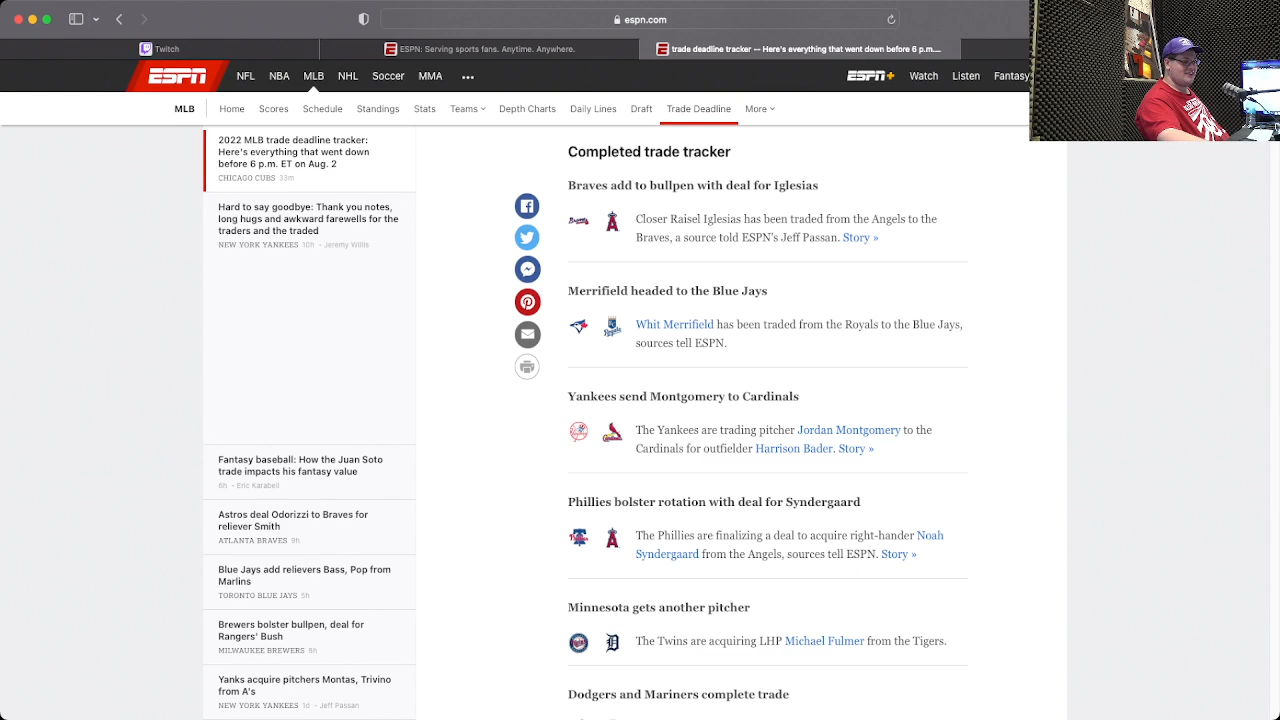 espn.com
Twitch
ESPN: Serving sports fans. Anytime. Anywhere.
trade deadline tracker -- Here's everything that went down before 6 p.m....
ESPN NFL NBA MLB NHL Soccer MMA ••• ESPN+ Watch Listen Fantasy
MLB Home Scores Schedule Standings Stats Teams Depth Charts Daily Lines Draft Trade Deadline More
2022 MLB trade deadline tracker:
Here's everything that went down
before 6 p.m. ET on Aug. 2
CHICAGO CUBS 33m
Hard to say goodbye: Thank you notes,
long hugs and awkward farewells for the
traders and the traded
NEW YORK YANKEES 10h - Jeremy Willis
Fantasy baseball: How the Juan Soto
trade impacts his fantasy value
6h - Eric Karabell
Astros deal Odorizzi to Braves for
reliever Smith
ATLANTA BRAVES 9h
Blue Jays add relievers Bass, Pop from
Marlins
TORONTO BLUE JAYS 5h
Brewers bolster bullpen, deal for
Rangers' Bush
MILWAUKEE BREWERS 8h
Yanks acquire pitchers Montas, Trivino
from A's
NEW YORK YANKEES 1d - Jeff Passan
Completed trade tracker
Braves add to bullpen with deal for Iglesias
Closer Raisel Iglesias has been traded from the Angels to the
Braves, a source told ESPN's Jeff Passan. Story »
Merrifield headed to the Blue Jays
Whit Merrifield has been traded from the Royals to the Blue Jays,
sources tell ESPN.
Yankees send Montgomery to Cardinals
The Yankees are trading pitcher Jordan Montgomery to the
Cardinals for outfielder Harrison Bader. Story »
Phillies bolster rotation with deal for Syndergaard
The Phillies are finalizing a deal to acquire right-hander Noah
Syndergaard from the Angels, sources tell ESPN. Story »
Minnesota gets another pitcher
The Twins are acquiring LHP Michael Fulmer from the Tigers.
Dodgers and Mariners complete trade